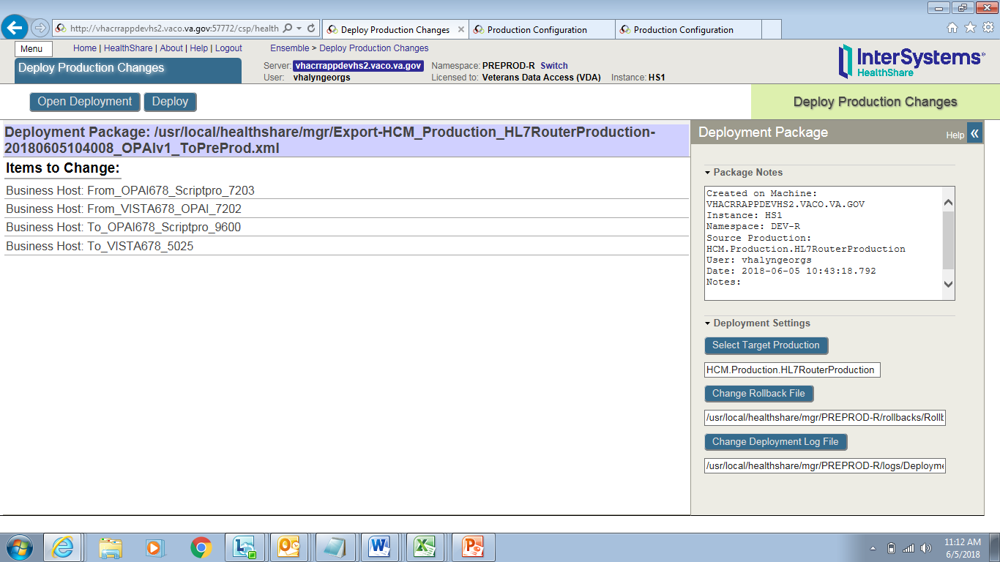 http://vhacrrappdevhs2.vaco.va.gov:57772/csp/health
Deploy Production Changes
Production Configuration
Production Configuration
Menu
Home | HealthShare | About | Help | Logout
Ensemble > Deploy Production Changes
Deploy Production Changes
Server: vhacrrappdevhs2.vaco.va.gov Namespace: PREPROD-R Switch
User: vhalyngeorgs Licensed to: Veterans Data Access (VDA) Instance: HS1
InterSystems
HealthShare
Open Deployment
Deploy
Deploy Production Changes
Deployment Package: /usr/local/healthshare/mgr/Export-HCM_Production_HL7RouterProduction-
20180605104008_OPAIv1_ToPreProd.xml
Items to Change:
Business Host: From_OPAI678_Scriptpro_7203
Business Host: From_VISTA678_OPAI_7202
Business Host: To_OPAI678_Scriptpro_9600
Business Host: To_VISTA678_5025
Deployment Package
Help «
Package Notes
Created on Machine:
VHACRRAPPDEVHS2.VACO.VA.GOV
Instance: HS1
Namespace: DEV-R
Source Production:
HCM.Production.HL7RouterProduction
User: vhalyngeorgs
Date: 2018-06-05 10:43:18.792
Notes:
Deployment Settings
Select Target Production
HCM.Production.HL7RouterProduction
Change Rollback File
/usr/local/healthshare/mgr/PREPROD-R/rollbacks/Rollb
Change Deployment Log File
/usr/local/healthshare/mgr/PREPROD-R/logs/Deployme
11:12 AM
6/5/2018